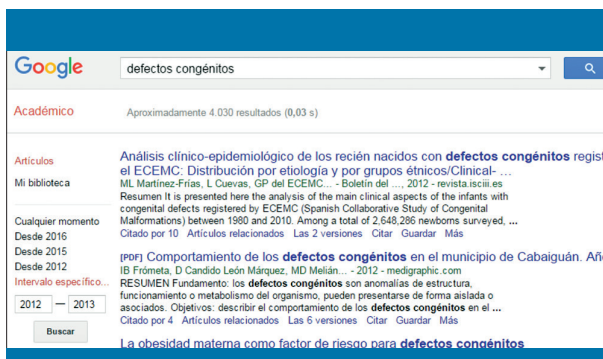 Google
defectos congénitos
Académico
Aproximadamente 4.030 resultados (0,03 s)
Artículos
Mi biblioteca
Cualquier momento
Desde 2016
Desde 2015
Desde 2012
Intervalo específico...
2012 — 2013
Buscar
Análisis clínico-epidemiológico de los recién nacidos con defectos congénitos regist
el ECEMC: Distribución por etiología y por grupos étnicos/Clinical- …
ML Martínez-Frías, L Cuevas, GP del ECEMC... - Boletín del ..., 2012 - revista.isciii.es
Resumen It is presented here the analysis of the main clinical aspects of the infants with
congenital defects registered by ECEMC (Spanish Collaborative Study of Congenital
Malformations) between 1980 and 2010. Among a total of 2,648,286 newborns surveyed, ...
Citado por 10 Artículos relacionados Las 2 versiones Citar Guardar Más
[PDF] Comportamiento de los defectos congénitos en el municipio de Cabaiguán. Año
IB Frómeta, D Candido León Márquez, MD Melián... - 2012 - medigraphic.com
RESUMEN Fundamento: los defectos congénitos son anomalías de estructura,
funcionamiento o metabolismo del organismo, pueden presentarse de forma aislada o
asociados. Objetivos: describir el comportamiento de los defectos congénitos en el ...
Citado por 4 Artículos relacionados Las 6 versiones Citar Guardar Más
La obesidad materna como factor de riesgo para defectos congénitos